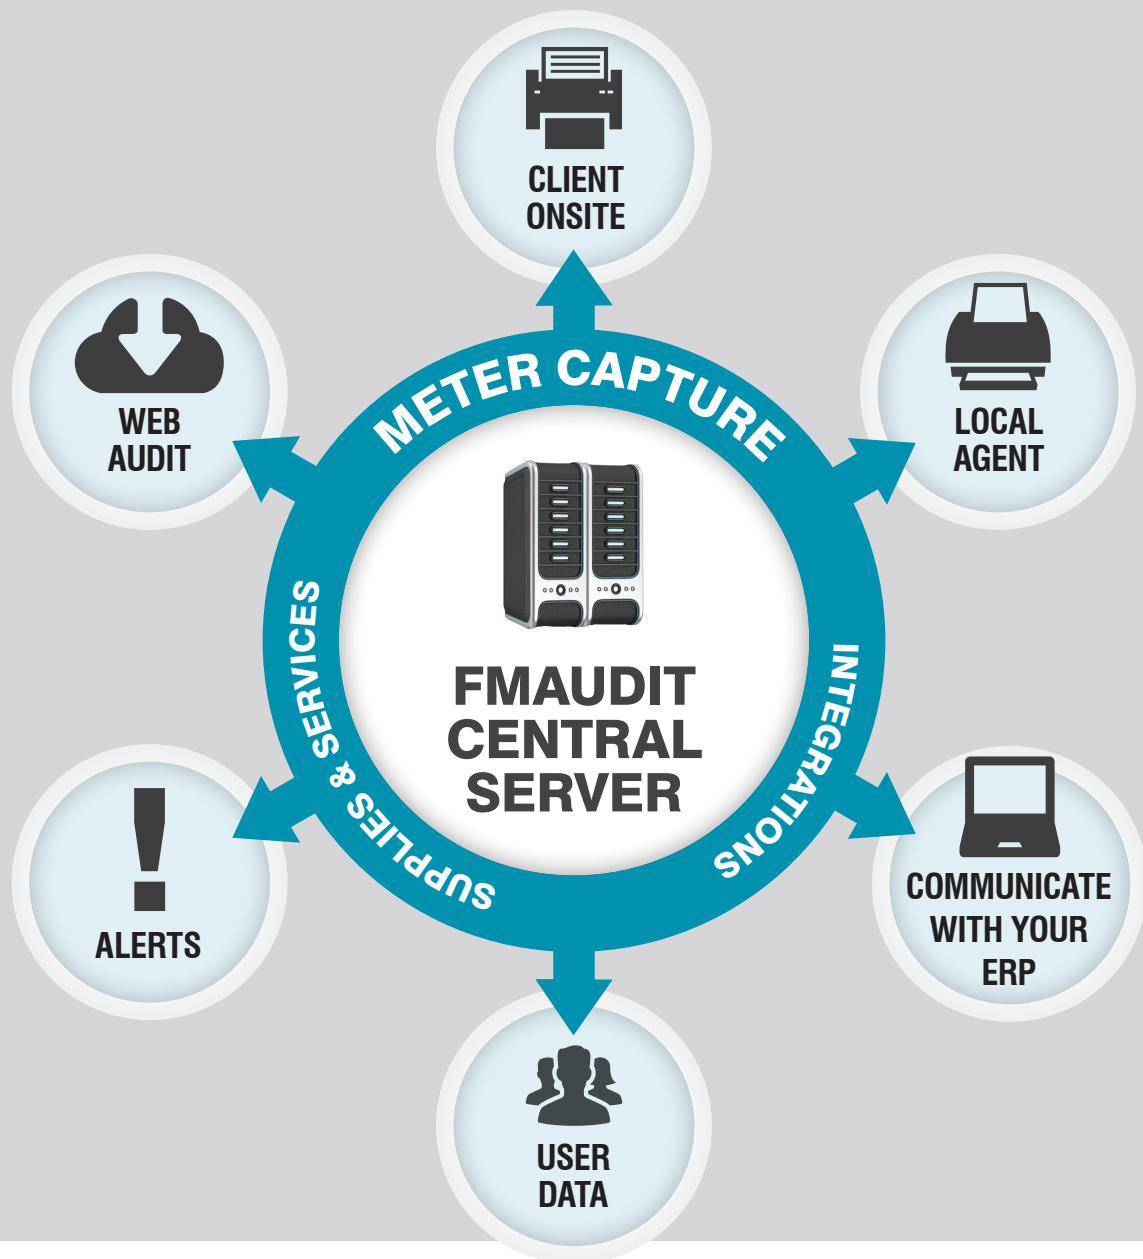 CLIENT
ONSITE
WEB
AUDIT
METER CAPTURE
LOCAL
AGENT
SUPPLIES & SERVICES
FMAUDIT
CENTRAL
SERVER
INTEGRATIONS
ALERTS
COMMUNICATE
WITH YOUR
ERP
USER
DATA